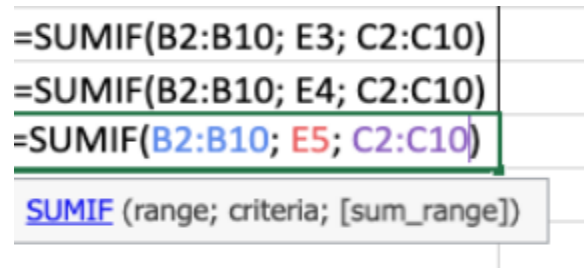 =SUMIF(B2:B10; E3; C2:C10)
=SUMIF(B2:B10; E4; C2:C10)
=SUMIF(B2:B10; E5; C2:C10)
SUMIF (range; criteria; [sum_range])